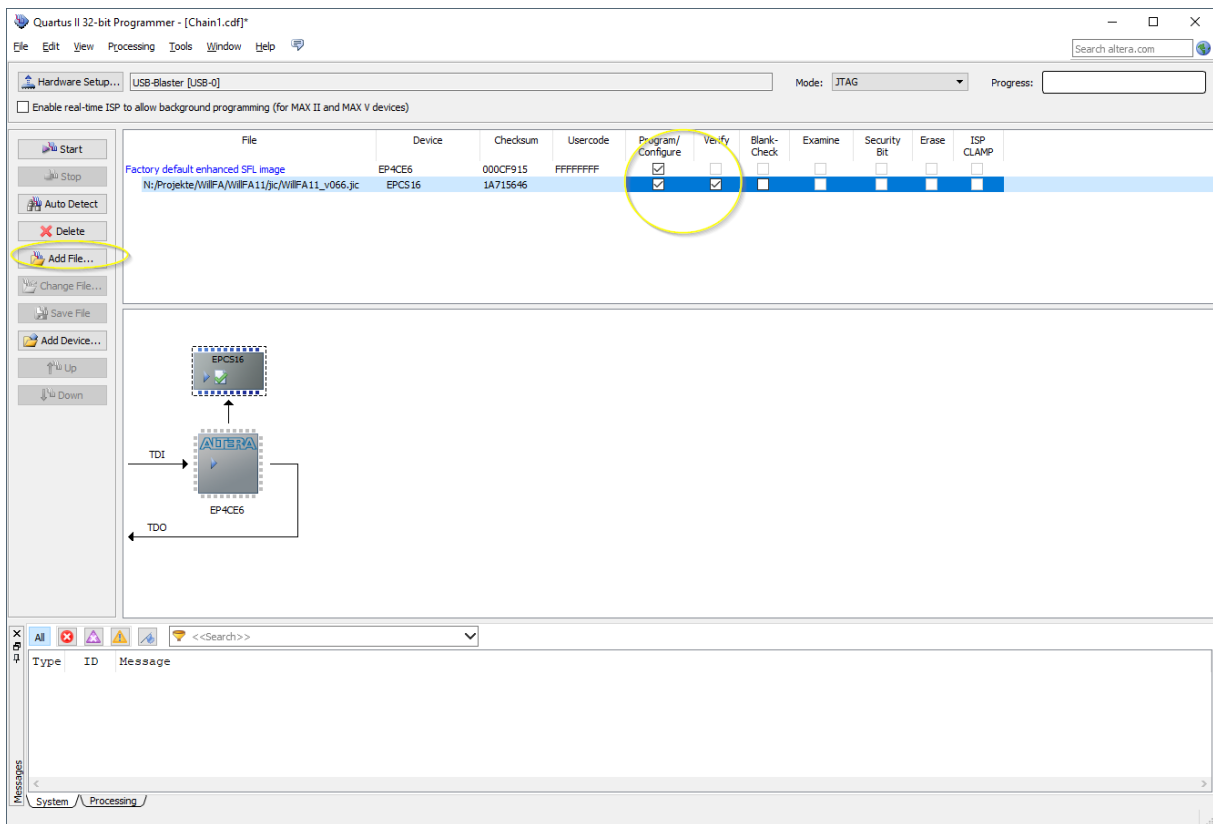 Quartus II 32-bit Programmer - [Chain1.cdf]*
File Edit View Processing Tools Window Help
Search altera.com
Hardware Setup... USB-Blaster [USB-0] Mode: JTAG Progress:
Enable real-time ISP to allow background programming (for MAX II and MAX V devices)
Start
Stop
Auto Detect
Delete
Add File...
Change File...
Save File
Add Device...
Up
Down
File Device Checksum Usercode Program/ Configure Verify Blank- Check Examine Security Bit Erase ISP CLAMP
Factory default enhanced SFL image EP4CE6 000CF915 FFFFFFFF
N:/Projekte/WillFA/WillFA11/jic/WillFA11_v066.jic EPCS16 1A715646
EPCS16
ALTERA
TDI
EP4CE6
TDO
All <<Search>>
Type ID Message
Messages
System Processing